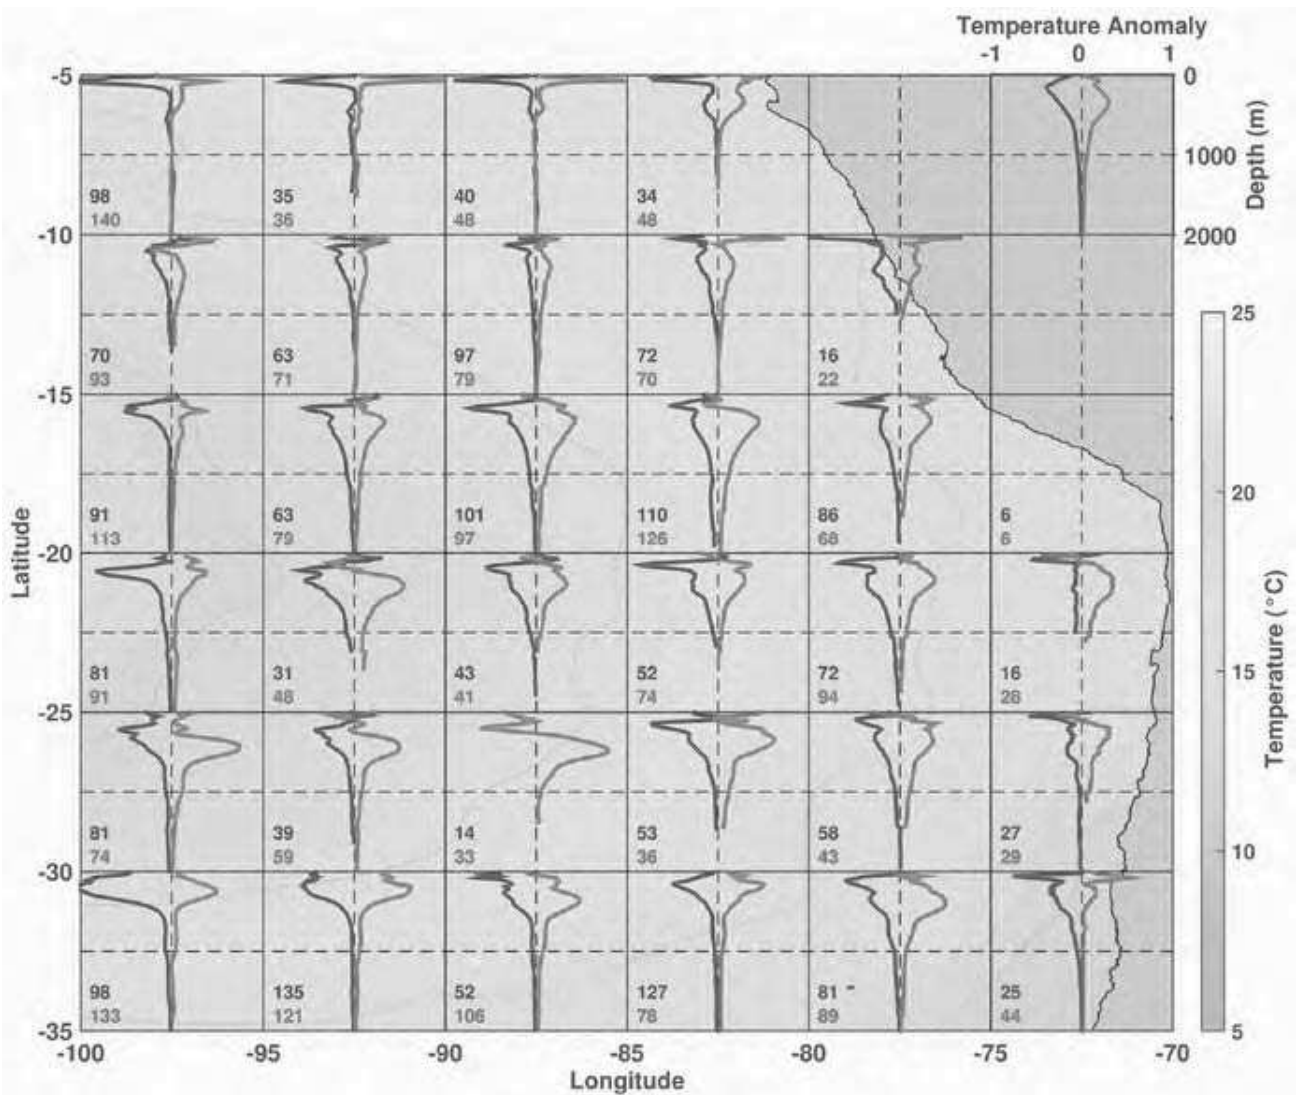 Temperature Anomaly
-1 0 1
-5 0
98 35 40 34
140 36 48 48
1000
Depth (m)
-10 2000
70 63 97 72 16
93 71 79 70 22
25
-15
91 63 101 110 86 6
113 79 97 126 68 6
20
-20
Latitude
81 31 43 52 72 16
91 48 41 74 94 28
15
-25
Temperature (°C)
81 39 14 53 58 27
74 59 33 36 43 29
10
-30
98 135 52 127 81 25
133 121 106 78 89 44
-35 5
-100 -95 -90 -85 -80 -75 -70
Longitude